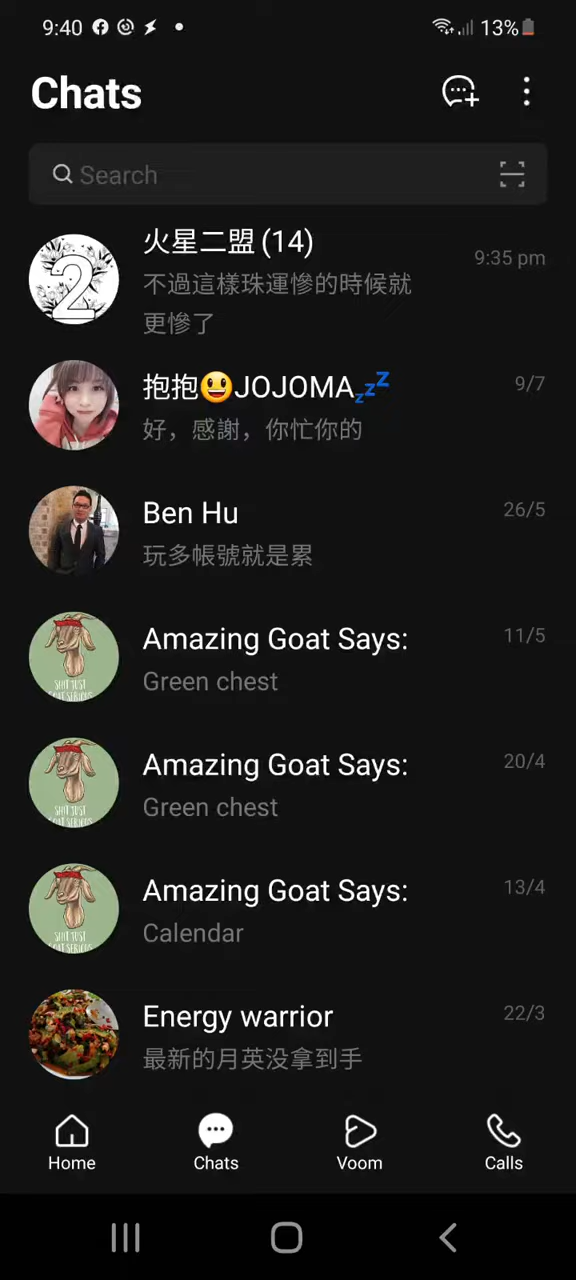 9:40
13%
Chats
Search
火星二盟 (14)
9:35 pm
不過這樣珠運慘的時候就
更慘了
抱抱😃JOJOMA💤
9/7
好，感謝，你忙你的
Ben Hu
26/5
玩多帳號就是累
Amazing Goat Says:
11/5
Green chest
Amazing Goat Says:
20/4
Green chest
Amazing Goat Says:
13/4
Calendar
Energy warrior
22/3
最新的月英没拿到手
Home
Chats
Voom
Calls